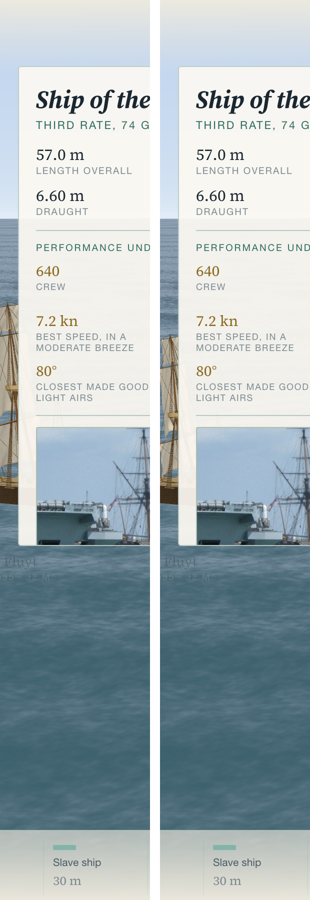 Ship of the
THIRD RATE, 74 G
57.0 m
LENGTH OVERALL
6.60 m
DRAUGHT
PERFORMANCE UND
640
CREW
7.2 kn
BEST SPEED, IN A
MODERATE BREEZE
80°
CLOSEST MADE GOOD
LIGHT AIRS
Fluyt
Slave ship
30 m
Ship of the
THIRD RATE, 74 G
57.0 m
LENGTH OVERALL
6.60 m
DRAUGHT
PERFORMANCE UND
640
CREW
7.2 kn
BEST SPEED, IN A
MODERATE BREEZE
80°
CLOSEST MADE GOOD
LIGHT AIRS
Fluyt
Slave ship
30 m